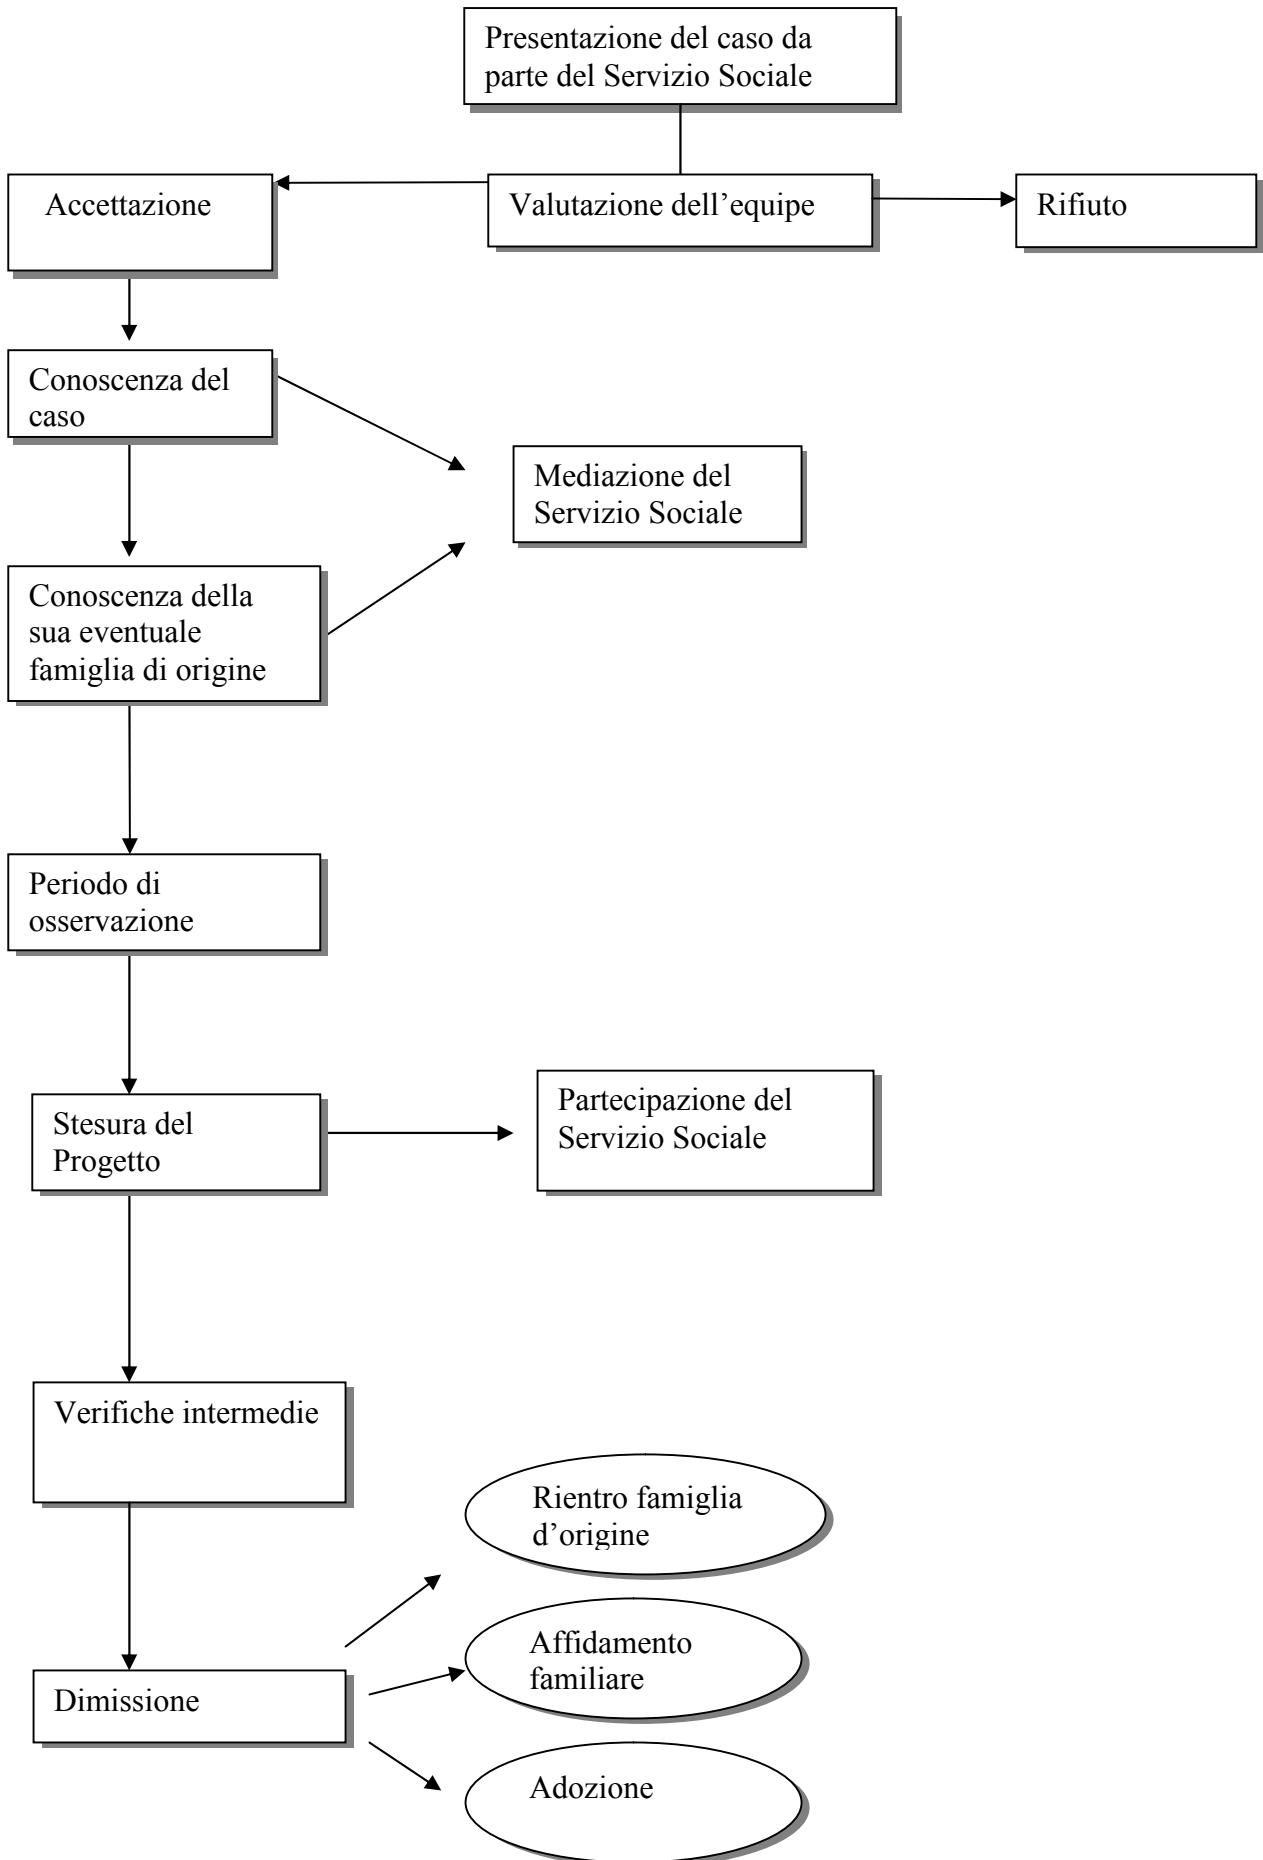 Presentazione del caso da
parte del Servizio Sociale
Accettazione
Valutazione dell’equipe
Rifiuto
Conoscenza del
caso
Mediazione del
Servizio Sociale
Conoscenza della
sua eventuale
famiglia di origine
Periodo di
osservazione
Stesura del
Progetto
Partecipazione del
Servizio Sociale
Verifiche intermedie
Rientro famiglia
d’origine
Affidamento
familiare
Dimissione
Adozione